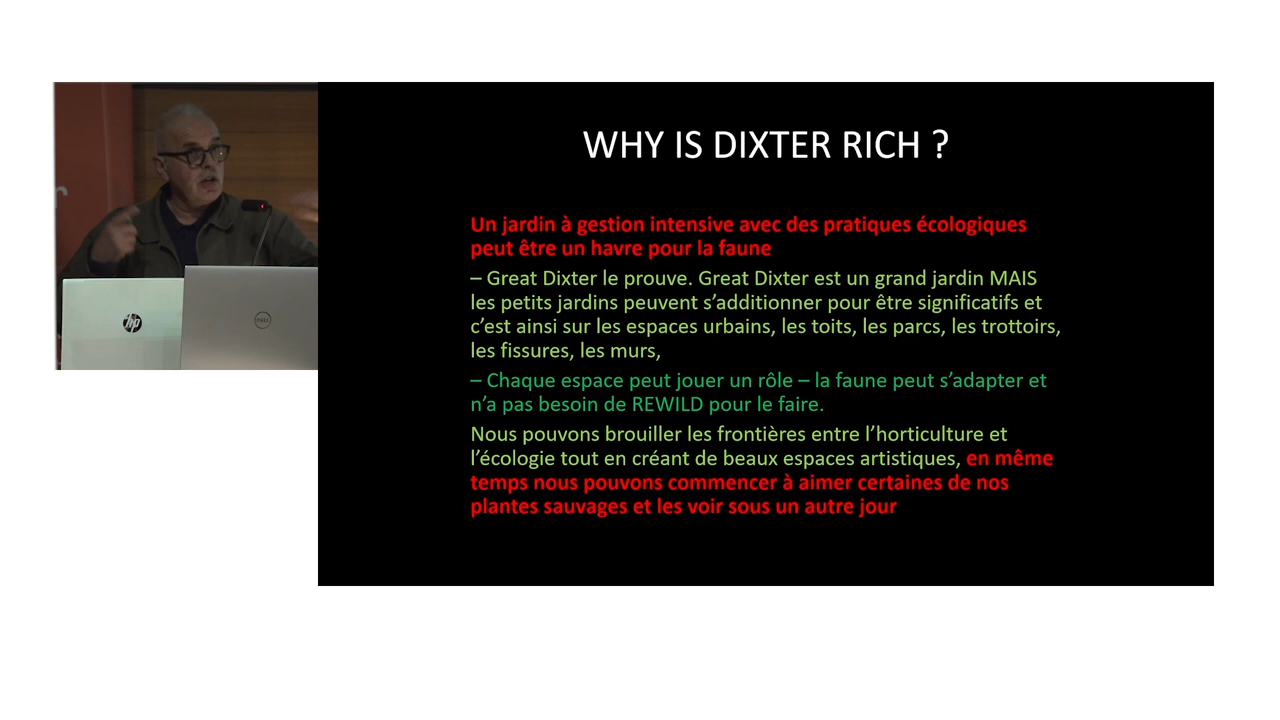 WHY IS DIXTER RICH ?
Un jardin à gestion intensive avec des pratiques écologiques
peut être un havre pour la faune
– Great Dixter le prouve. Great Dixter est un grand jardin MAIS
les petits jardins peuvent s’additionner pour être significatifs et
c’est ainsi sur les espaces urbains, les toits, les parcs, les trottoirs,
les fissures, les murs,
– Chaque espace peut jouer un rôle – la faune peut s’adapter et
n’a pas besoin de REWILD pour le faire.
Nous pouvons brouiller les frontières entre l’horticulture et
l’écologie tout en créant de beaux espaces artistiques, en même
temps nous pouvons commencer à aimer certaines de nos
plantes sauvages et les voir sous un autre jour
hp
DELL